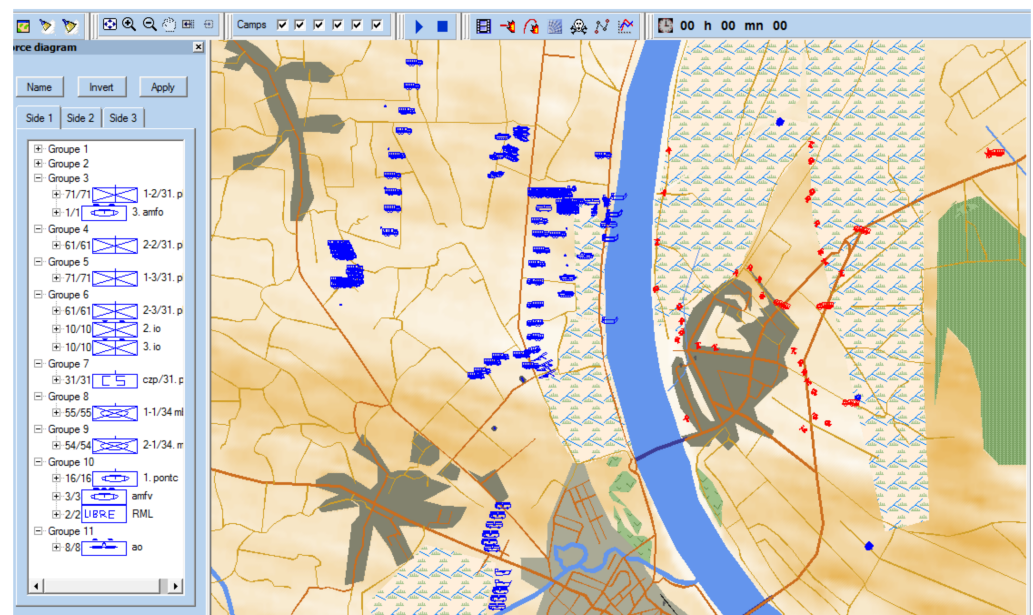 Camps
00 h 00 mn 00
orce diagram
Name Invert Apply
Side 1 Side 2 Side 3
Groupe 1
Groupe 2
Groupe 3
71/71 1-2/31. p
1/1 3. amfo
Groupe 4
61/61 2-2/31. p
Groupe 5
71/71 1-3/31. p
Groupe 6
61/61 2-3/31. p
10/10 2. io
10/10 3. io
Groupe 7
31/31 CS czp/31. p
Groupe 8
55/55 1-1/34 ml
Groupe 9
54/54 2-1/34. m
Groupe 10
16/16 1. pontc
3/3 amfv
2/2 LIBRE RML
Groupe 11
8/8 ao